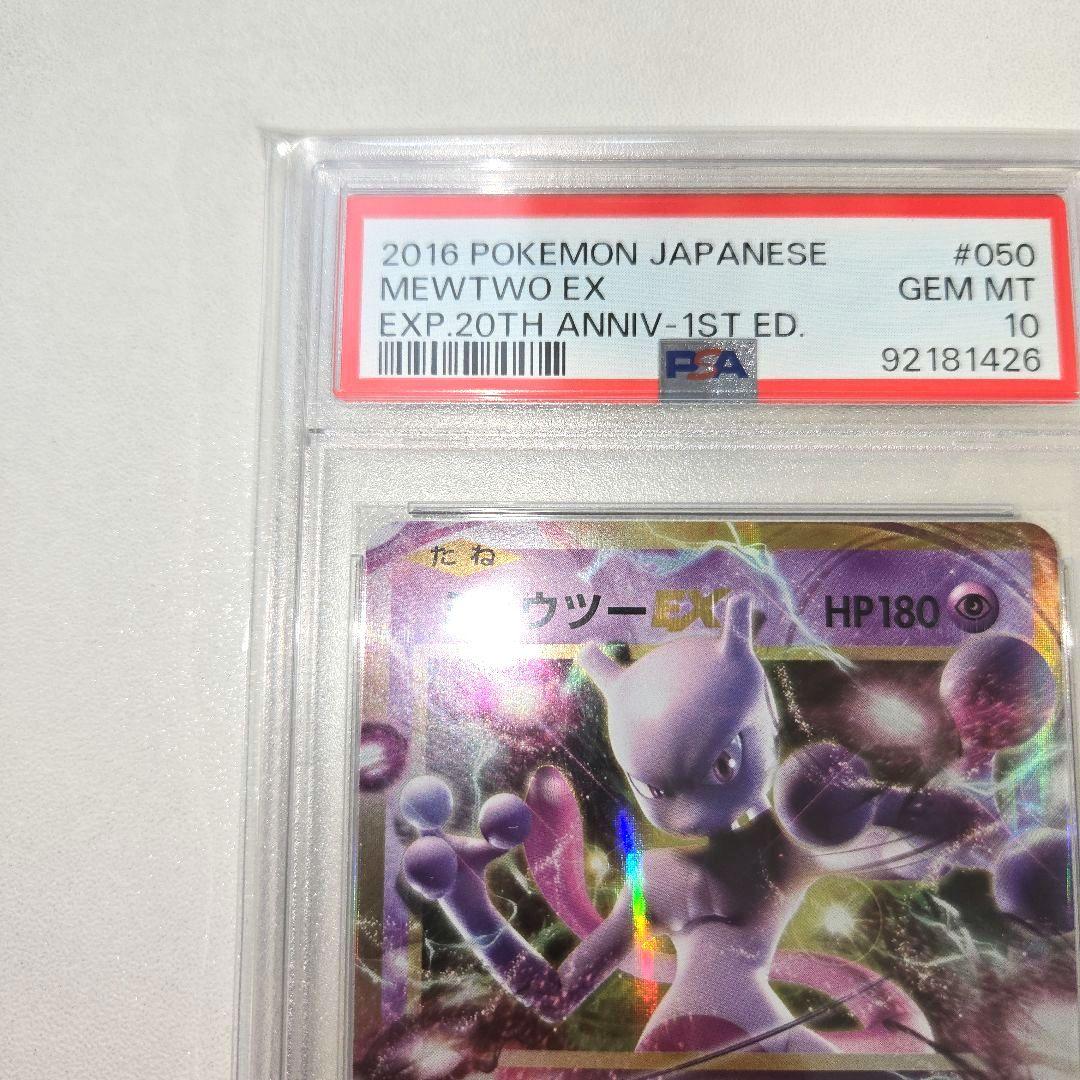 2016 POKEMON JAPANESE #050
MEWTWO EX GEM MT
EXP.20TH ANNIV-1ST ED. 10
PSA 92181426
たね
ウツーEX HP180